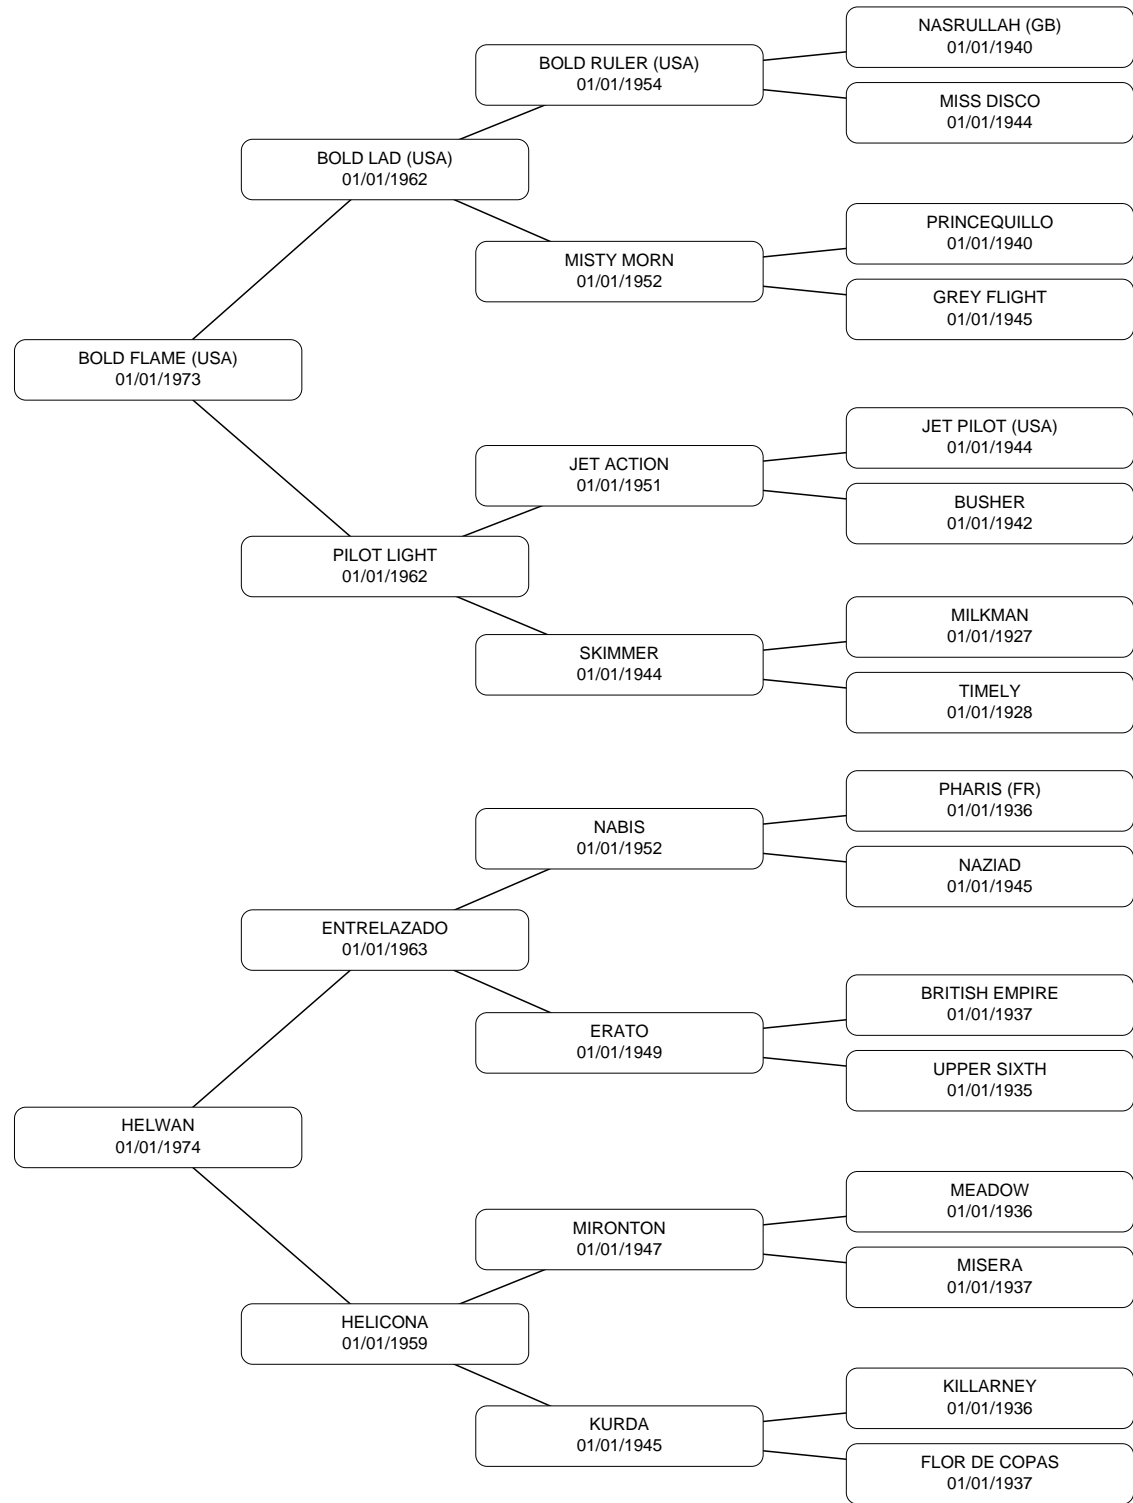 NASRULLAH (GB)
01/01/1940
BOLD RULER (USA)
01/01/1954
MISS DISCO
01/01/1944
BOLD LAD (USA)
01/01/1962
PRINCEQUILLO
01/01/1940
MISTY MORN
01/01/1952
GREY FLIGHT
01/01/1945
BOLD FLAME (USA)
01/01/1973
JET PILOT (USA)
01/01/1944
JET ACTION
01/01/1951
BUSHER
01/01/1942
PILOT LIGHT
01/01/1962
MILKMAN
01/01/1927
SKIMMER
01/01/1944
TIMELY
01/01/1928
PHARIS (FR)
01/01/1936
NABIS
01/01/1952
NAZIAD
01/01/1945
ENTRELAZADO
01/01/1963
BRITISH EMPIRE
01/01/1937
ERATO
01/01/1949
UPPER SIXTH
01/01/1935
HELWAN
01/01/1974
MEADOW
01/01/1936
MIRONTON
01/01/1947
MISERA
01/01/1937
HELICONA
01/01/1959
KILLARNEY
01/01/1936
KURDA
01/01/1945
FLOR DE COPAS
01/01/1937